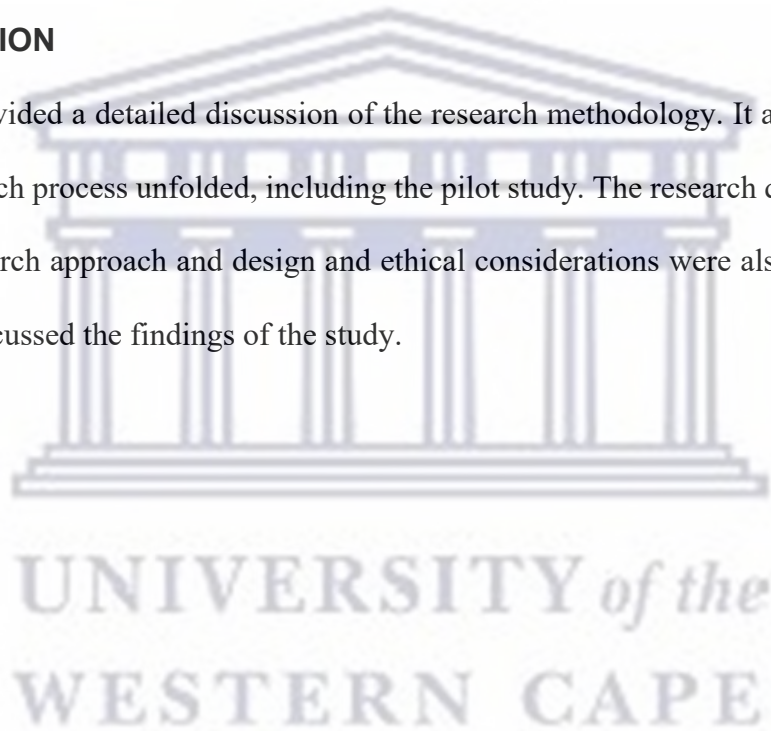 ION
vided a detailed discussion of the research methodology. It a
ch process unfolded, including the pilot study. The research
rch approach and design and ethical considerations were als
cussed the findings of the study.
UNIVERSITY of the
WESTERN CAPE